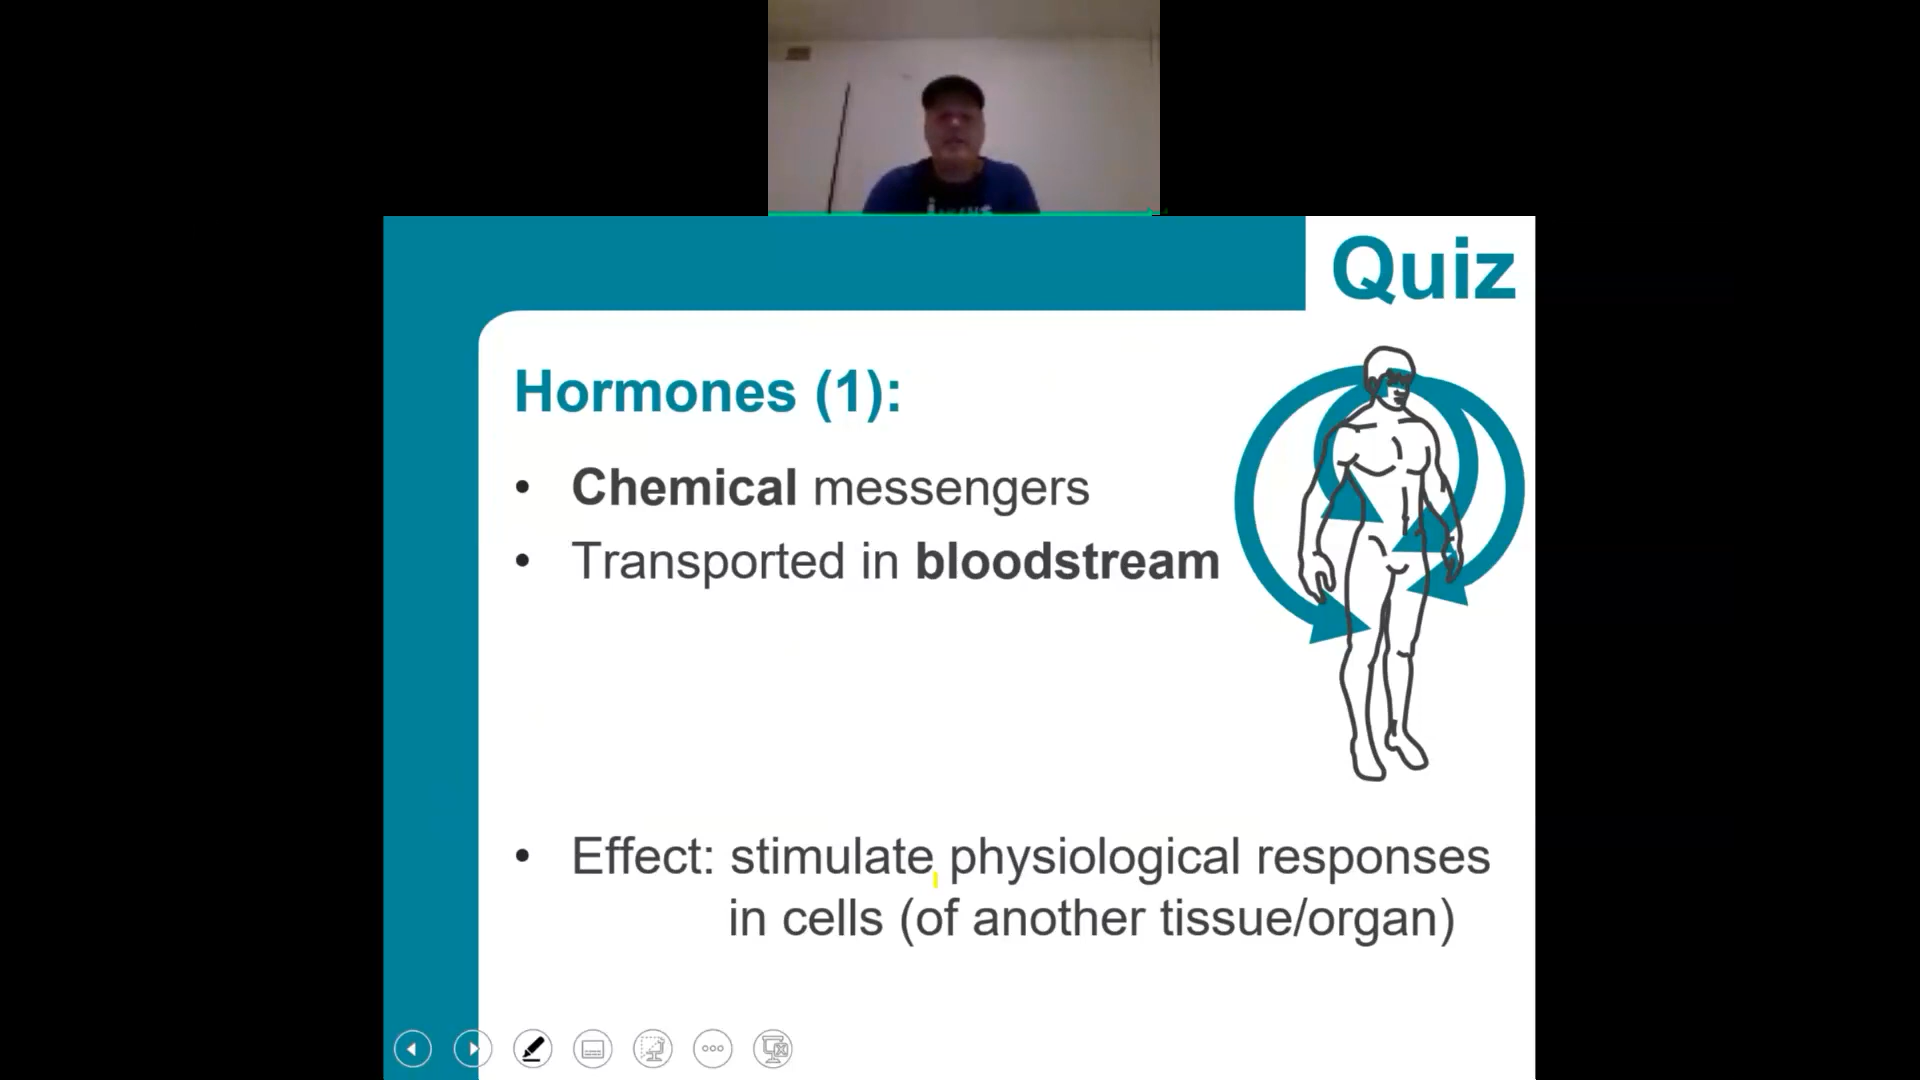 Quiz
Hormones (1):
• Chemical messengers
• Transported in bloodstream
• Effect: stimulate physiological responses
in cells (of another tissue/organ)